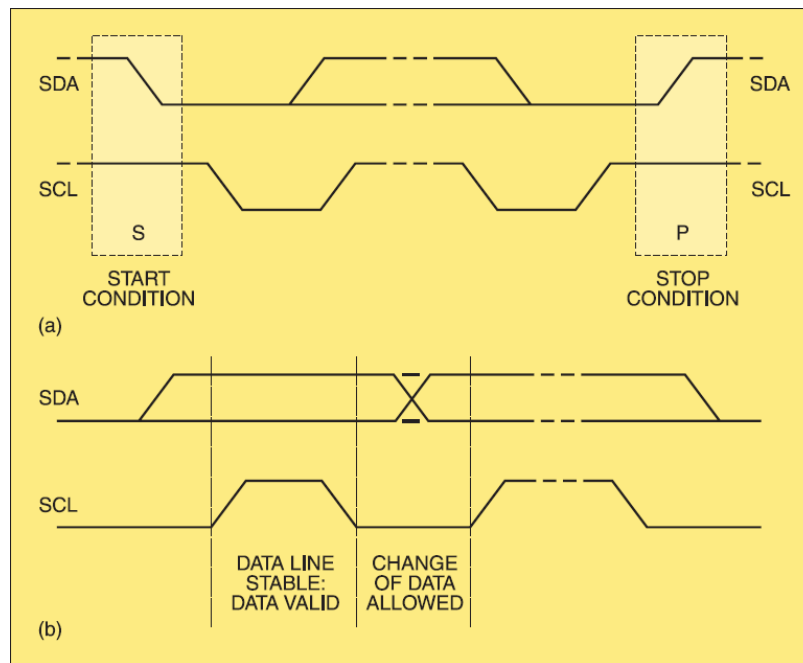 SDA
SDA
SCL
SCL
S
P
START
CONDITION
STOP
CONDITION
(a)
SDA
SCL
DATA LINE
STABLE:
DATA VALID
CHANGE
OF DATA
ALLOWED
(b)